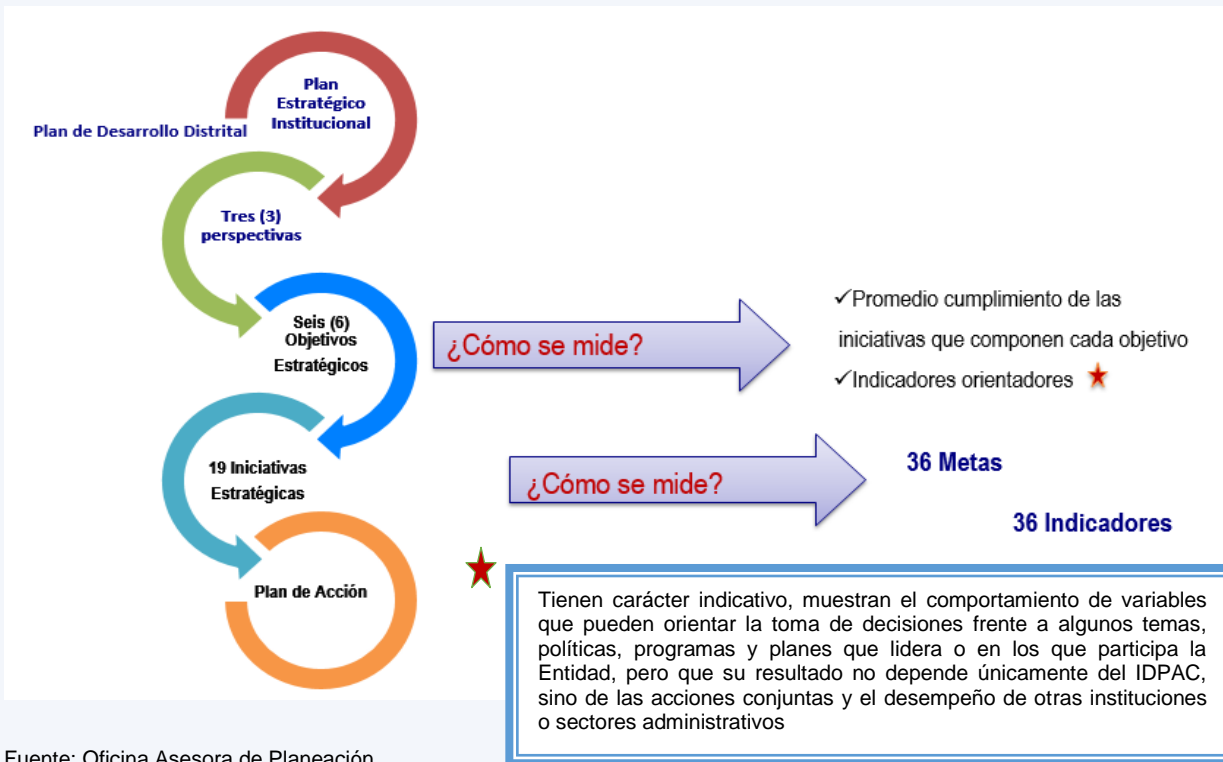 Plan
Estratégico
Institucional
Plan de Desarrollo Distrital
Tres (3)
perspectivas
Seis (6)
Objetivos
Estratégicos
¿Cómo se mide?
✓Promedio cumplimiento de las
iniciativas que componen cada objetivo
✓Indicadores orientadores
19 Iniciativas
Estratégicas
¿Cómo se mide?
36 Metas
36 Indicadores
Plan de Acción
Tienen carácter indicativo, muestran el comportamiento de variables
que pueden orientar la toma de decisiones frente a algunos temas,
políticas, programas y planes que lidera o en los que participa la
Entidad, pero que su resultado no depende únicamente del IDPAC,
sino de las acciones conjuntas y el desempeño de otras instituciones
o sectores administrativos
Fuente: Oficina Asesora de Planeación